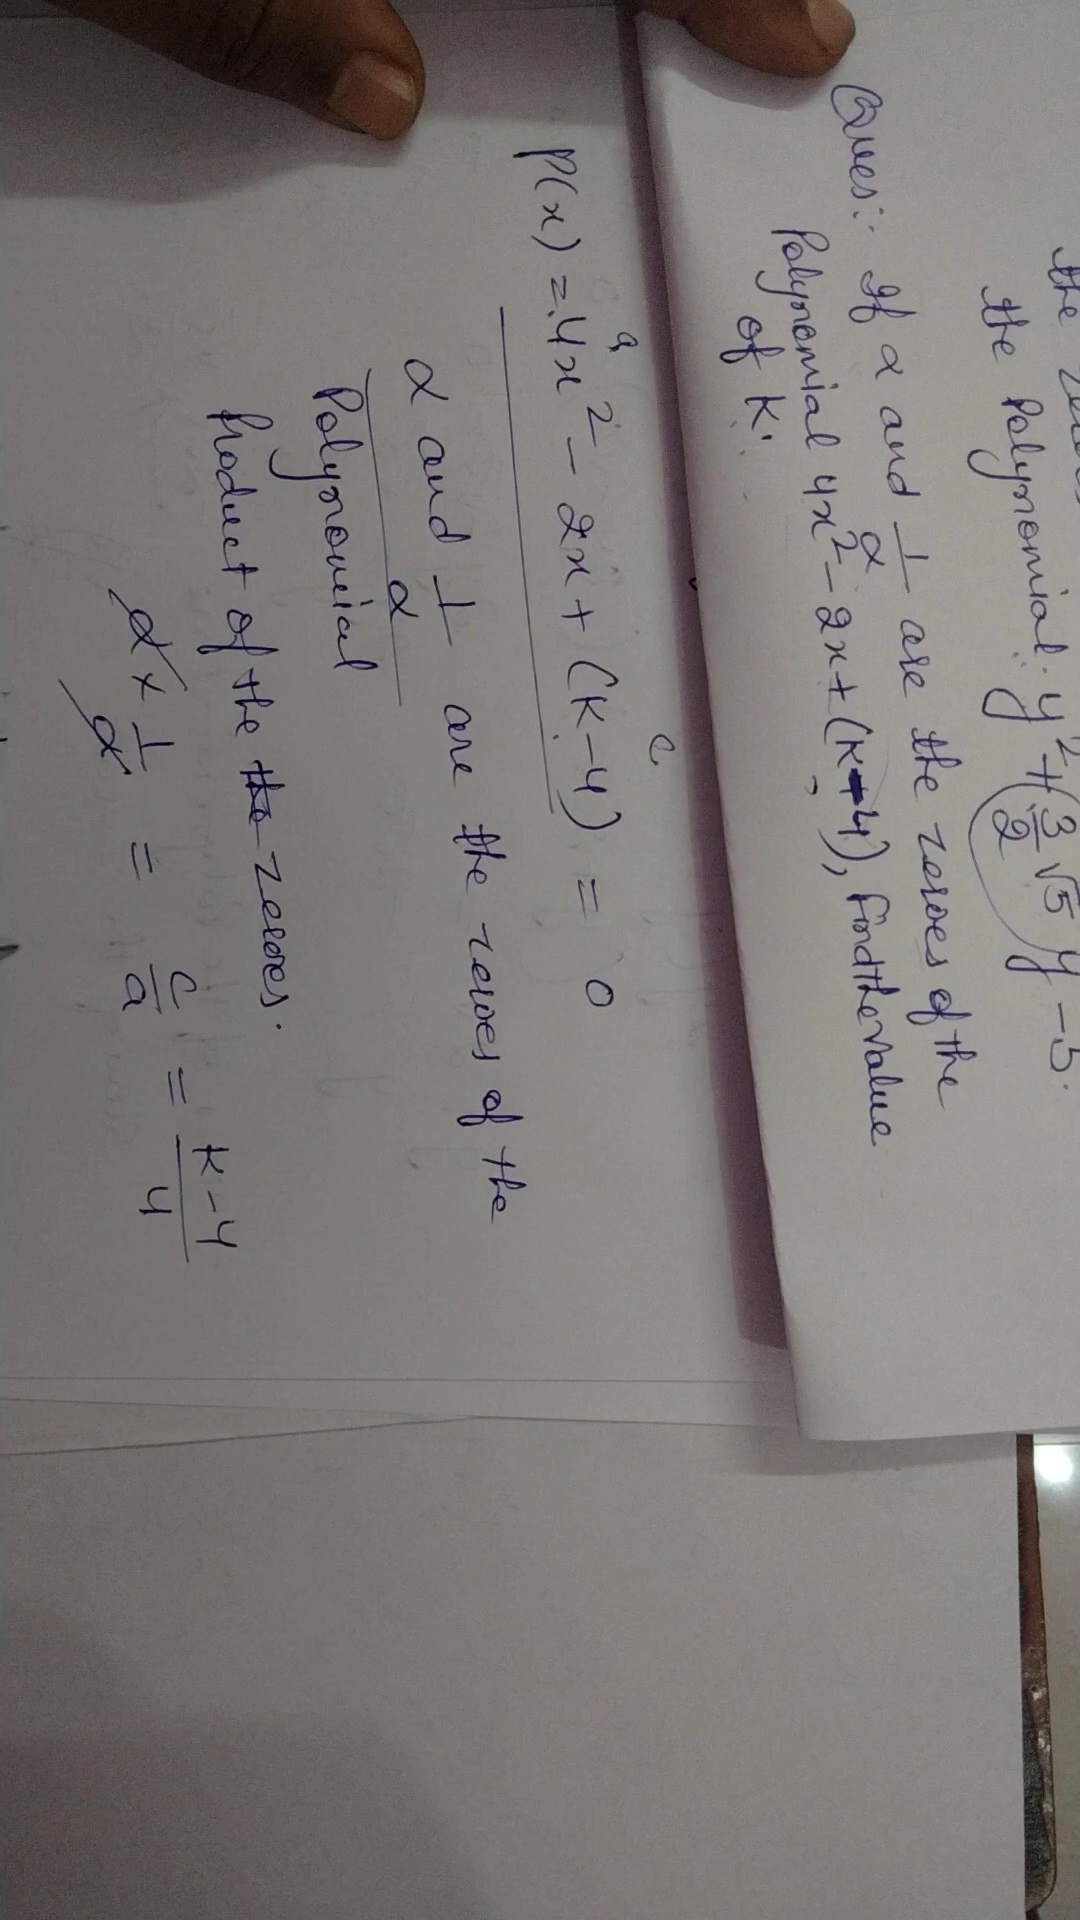 the
the Polynomial: y² + (3/2 √5 y - 5.
Ques:- If α and 1/α are the zeroes of the
Polynomial 4x² - 2x + (k-4), find the value
of K.
a c
P(x) = 4x² - 2x + (K-4) = 0
α and 1/α are the zeroes of the
Polynomial
Product of the the zeroes.
α × 1/α = c/a = k-4/4